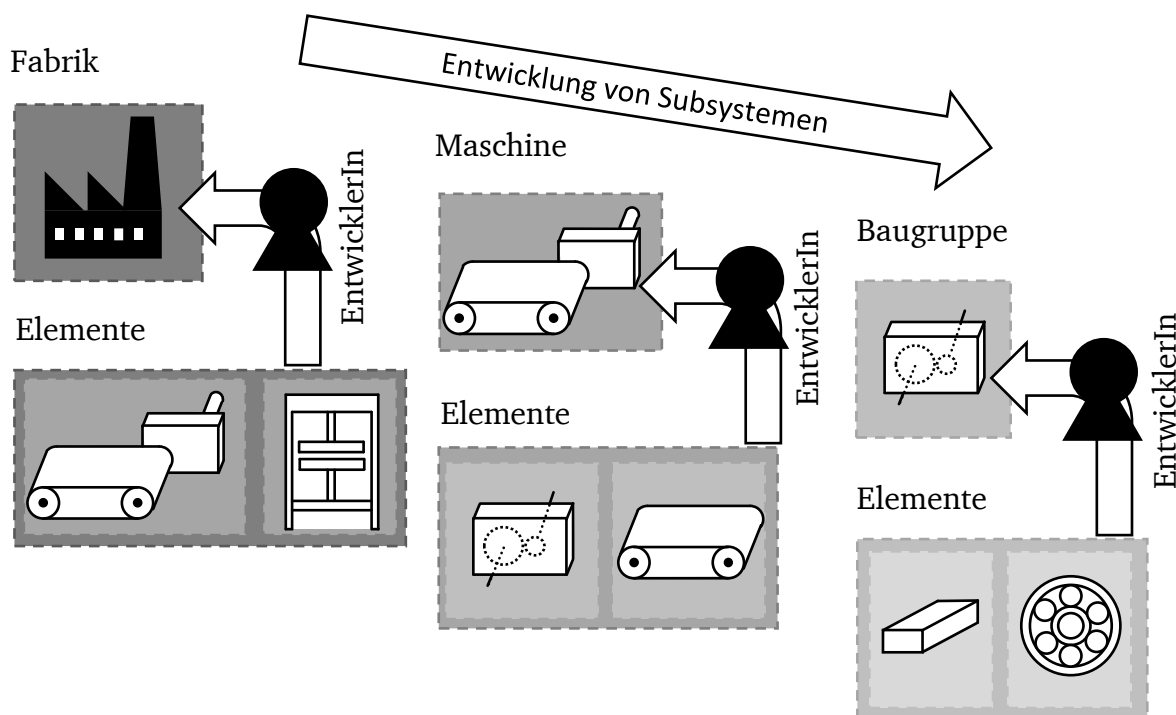 Entwicklung von Subsystemen
Fabrik
EntwicklerIn
Elemente
Maschine
EntwicklerIn
Elemente
Baugruppe
EntwicklerIn
Elemente